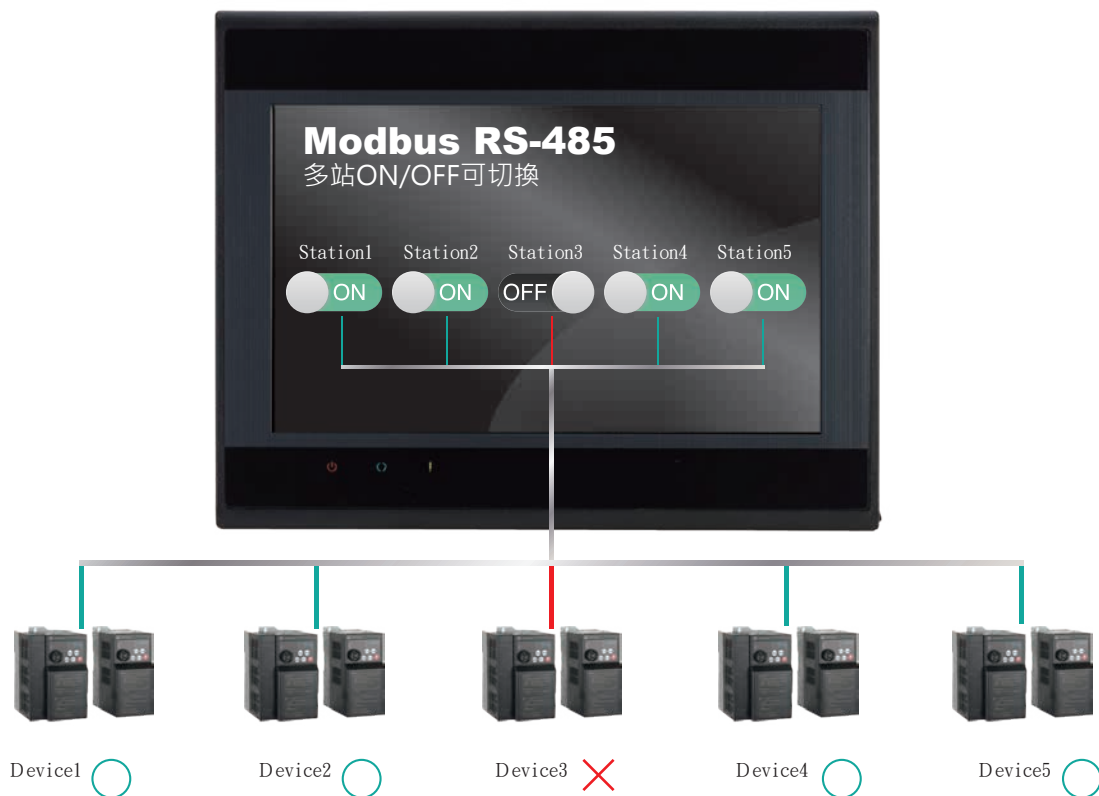 Modbus RS-485
多站ON/OFF可切換
Station1 Station2 Station3 Station4 Station5
ON ON OFF ON ON
Device1 Device2 Device3 Device4 Device5